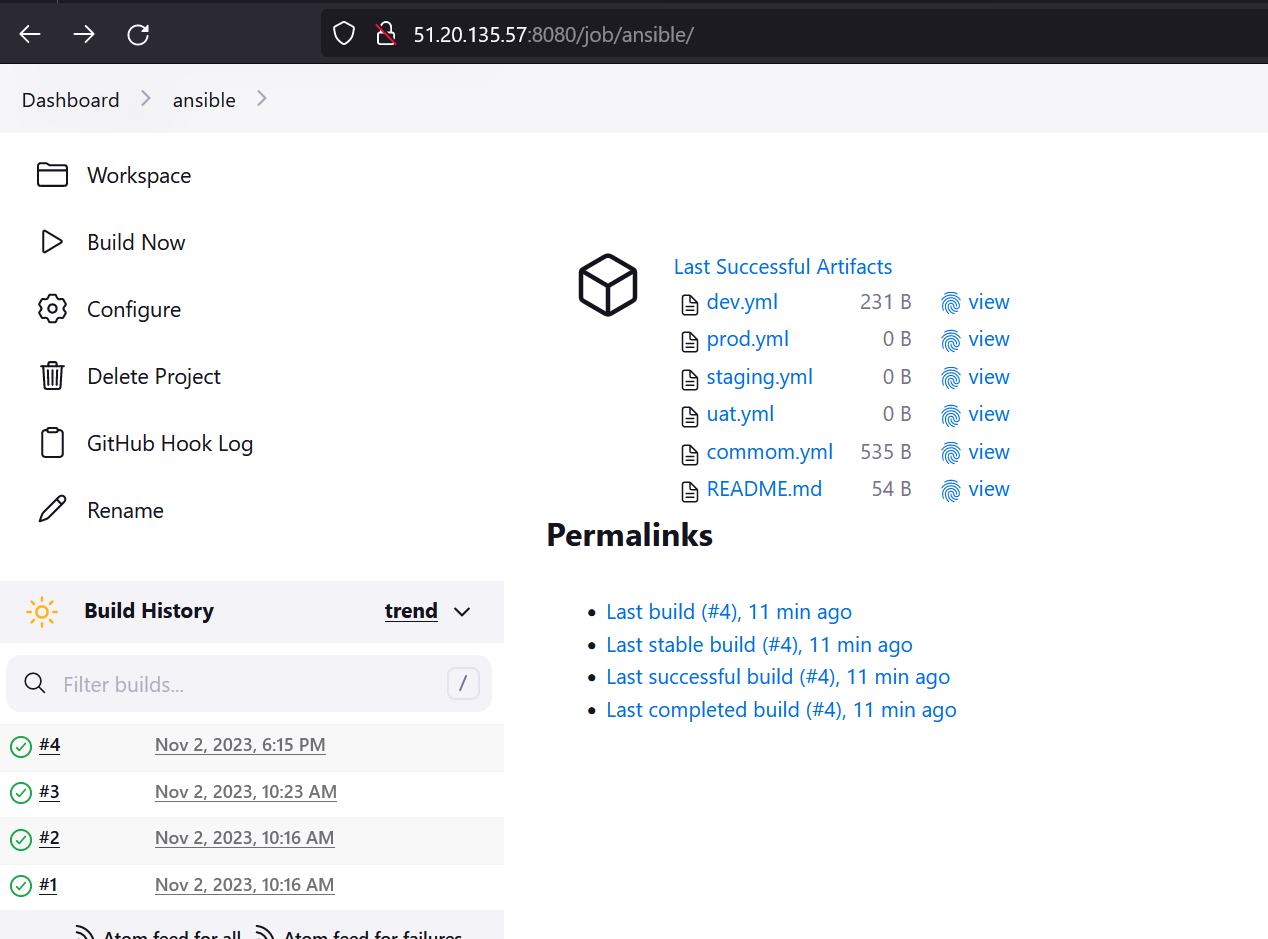 51.20.135.57:8080/job/ansible/
Dashboard ansible
Workspace
Build Now
Configure
Delete Project
GitHub Hook Log
Rename
Build History trend
Filter builds... /
#4 Nov 2, 2023, 6:15 PM
#3 Nov 2, 2023, 10:23 AM
#2 Nov 2, 2023, 10:16 AM
#1 Nov 2, 2023, 10:16 AM
Atom feed for all Atom feed for failures
Last Successful Artifacts
dev.yml 231 B view
prod.yml 0 B view
staging.yml 0 B view
uat.yml 0 B view
commom.yml 535 B view
README.md 54 B view
Permalinks
Last build (#4), 11 min ago
Last stable build (#4), 11 min ago
Last successful build (#4), 11 min ago
Last completed build (#4), 11 min ago